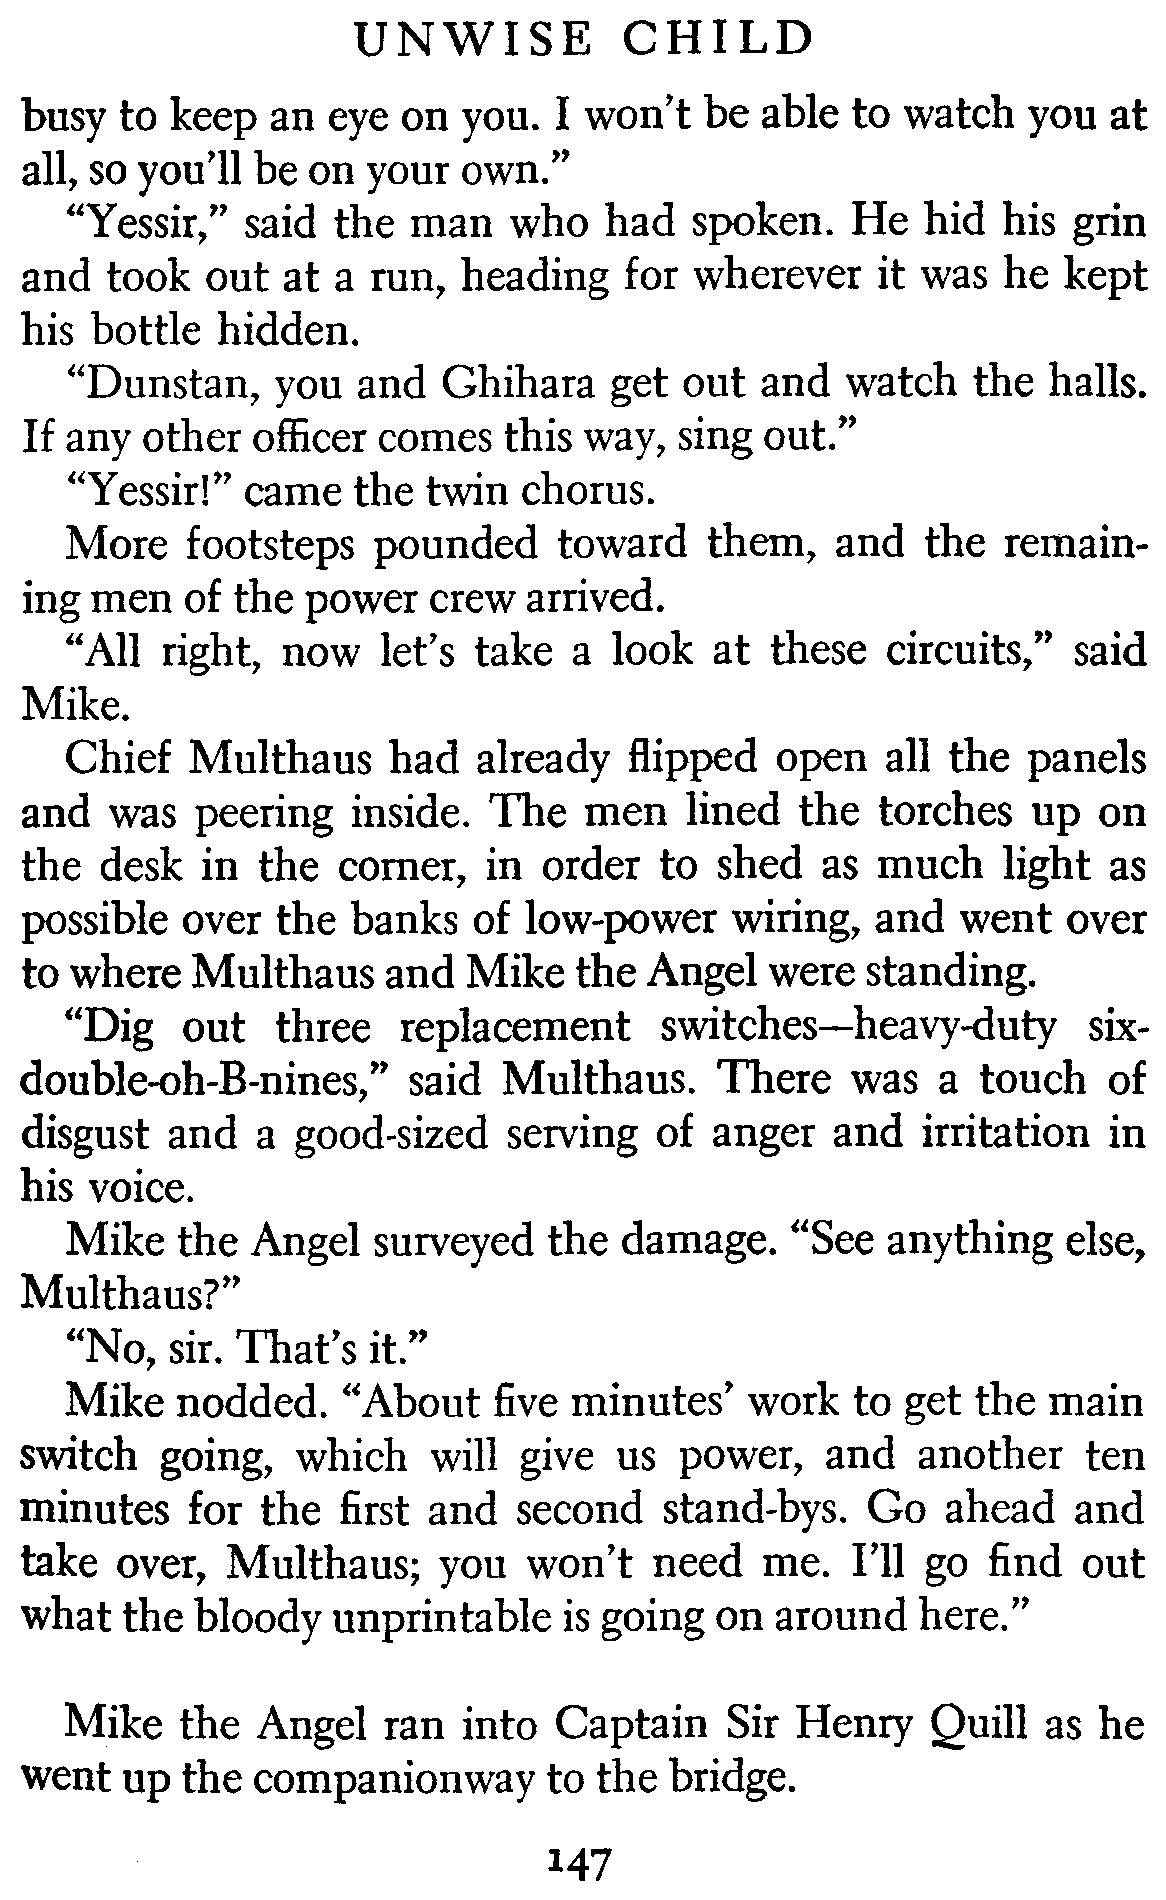 UNWISE CHILD
busy to keep an eye on you. I won't be able to watch you at
all, so you'll be on your own.”
“Yessir,” said the man who had spoken. He hid his grin
and took out at a run, heading for wherever it was he kept
his bottle hidden.
“Dunstan, you and Ghihara get out and watch the halls.
If any other officer comes this way, sing out.”
“Yessir!” came the twin chorus.
More footsteps pounded toward them, and the remain-
ing men of the power crew arrived.
“All right, now let's take a look at these circuits,” said
Mike.
Chief Multhaus had already flipped open all the panels
and was peering inside. The men lined the torches up on
the desk in the corner, in order to shed as much light as
possible over the banks of low-power wiring, and went over
to where Multhaus and Mike the Angel were standing.
“Dig out three replacement switches—heavy-duty six-
double-oh-B-nines,” said Multhaus. There was a touch of
disgust and a good-sized serving of anger and irritation in
his voice.
Mike the Angel surveyed the damage. “See anything else,
Multhaus?”
“No, sir. That's it.”
Mike nodded. “About five minutes' work to get the main
switch going, which will give us power, and another ten
minutes for the first and second stand-bys. Go ahead and
take over, Multhaus; you won't need me. I'll go find out
what the bloody unprintable is going on around here.”
Mike the Angel ran into Captain Sir Henry Quill as he
went up the companionway to the bridge.
147